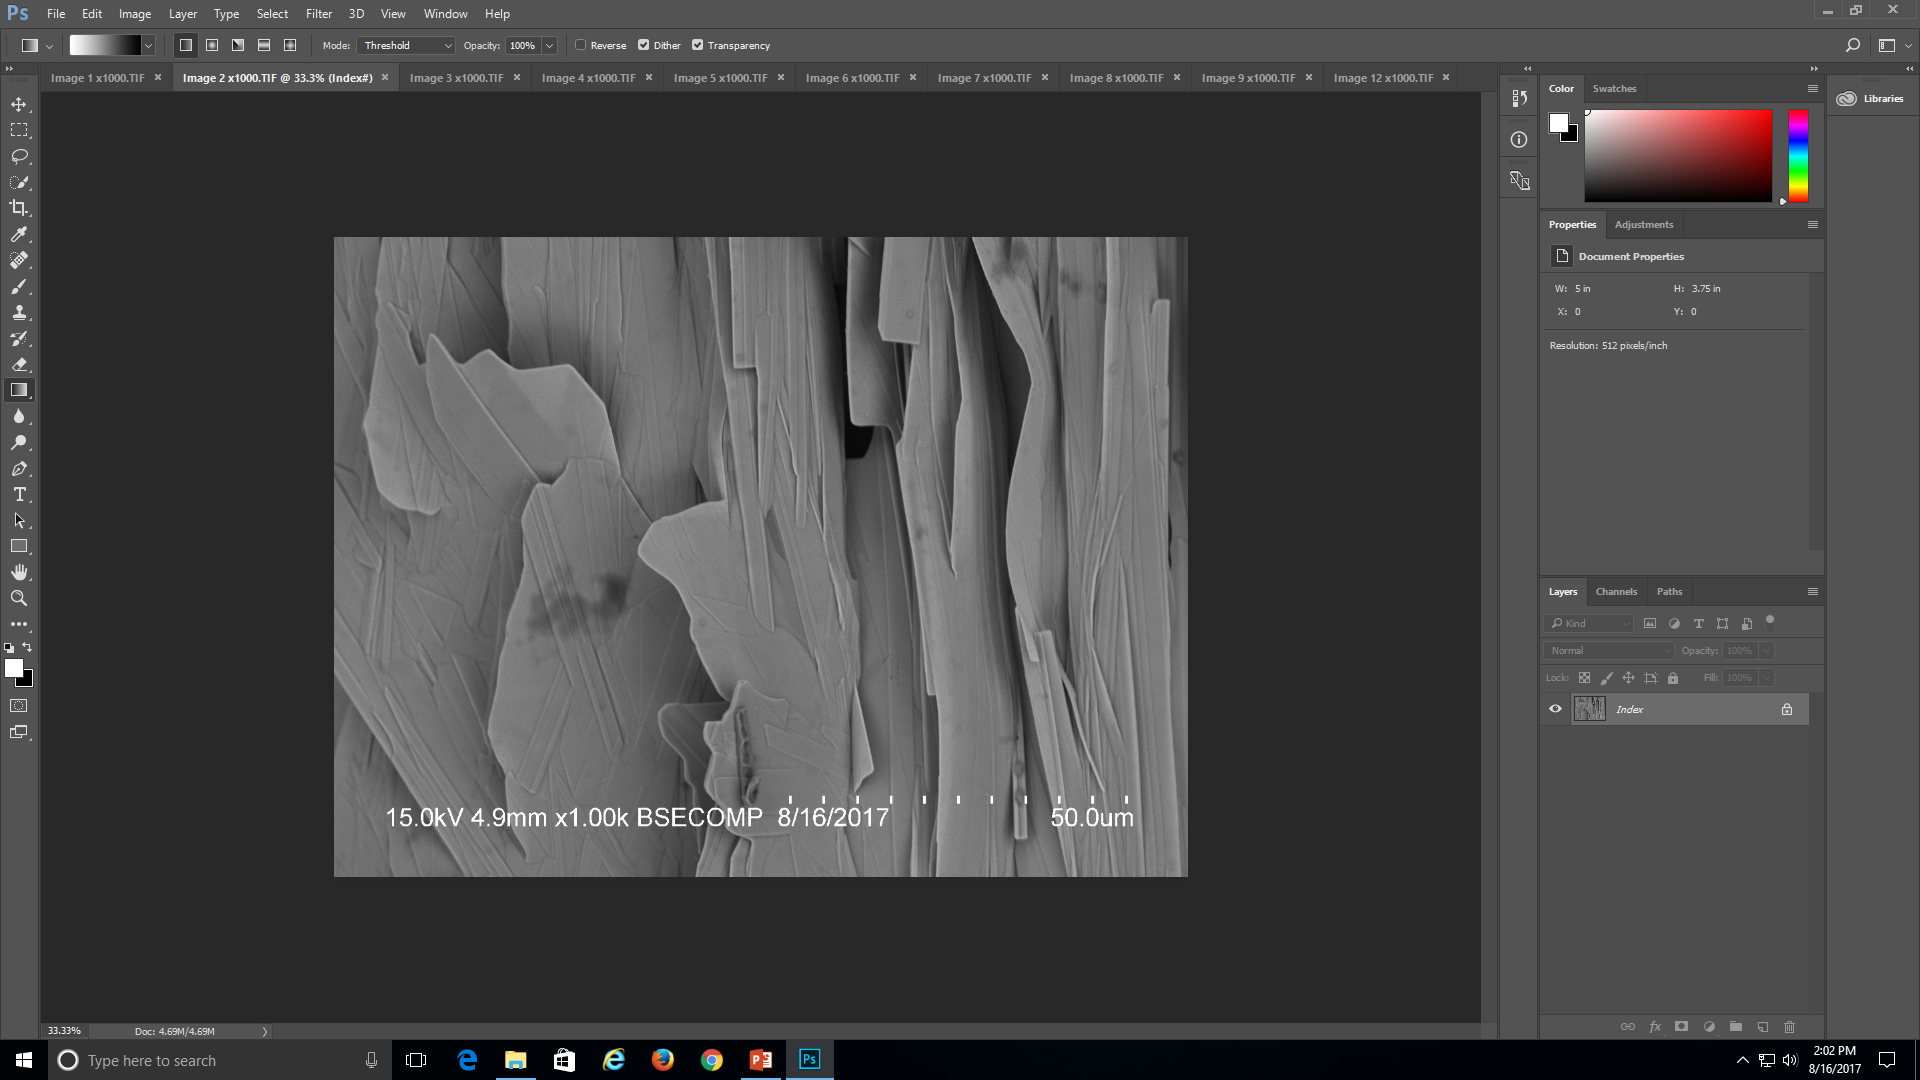 Ps File Edit Image Layer Type Select Filter 3D View Window Help
Mode: Threshold Opacity: 100% Reverse Dither Transparency
Image 1 x1000.TIF × Image 2 x1000.TIF @ 33.3% (Index#) × Image 3 x1000.TIF × Image 4 x1000.TIF × Image 5 x1000.TIF × Image 6 x1000.TIF × Image 7 x1000.TIF × Image 8 x1000.TIF × Image 9 x1000.TIF × Image 12 x1000.TIF ×
Color Swatches
Libraries
Properties Adjustments
Document Properties
W: 5 in H: 3.75 in
X: 0 Y: 0
Resolution: 512 pixels/inch
Layers Channels Paths
Kind
Normal Opacity: 100%
Lock: Fill: 100%
Index
fx
15.0kV 4.9mm x1.00k BSECOMP 8/16/2017 50.0um
33.33% Doc: 4.69M/4.69M
Type here to search
Ps
2:02 PM
8/16/2017